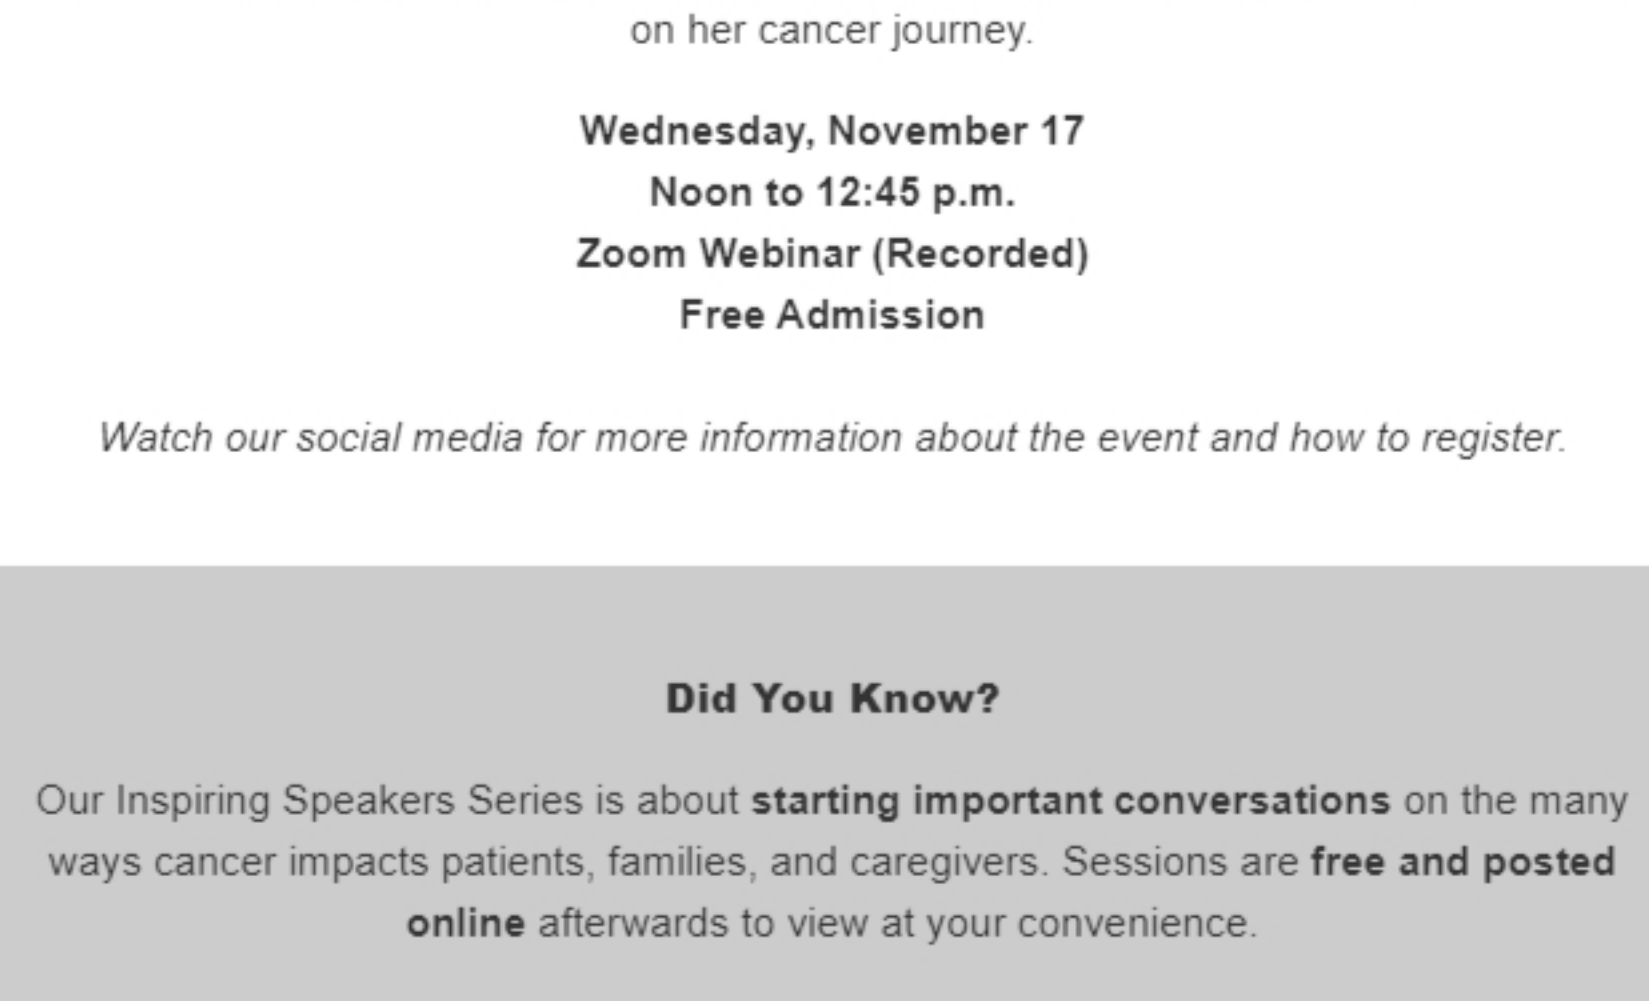 on her cancer journey.
Wednesday, November 17
Noon to 12:45 p.m.
Zoom Webinar (Recorded)
Free Admission
Watch our social media for more information about the event and how to register.
Did You Know?
Our Inspiring Speakers Series is about starting important conversations on the many
ways cancer impacts patients, families, and caregivers. Sessions are free and posted
online afterwards to view at your convenience.